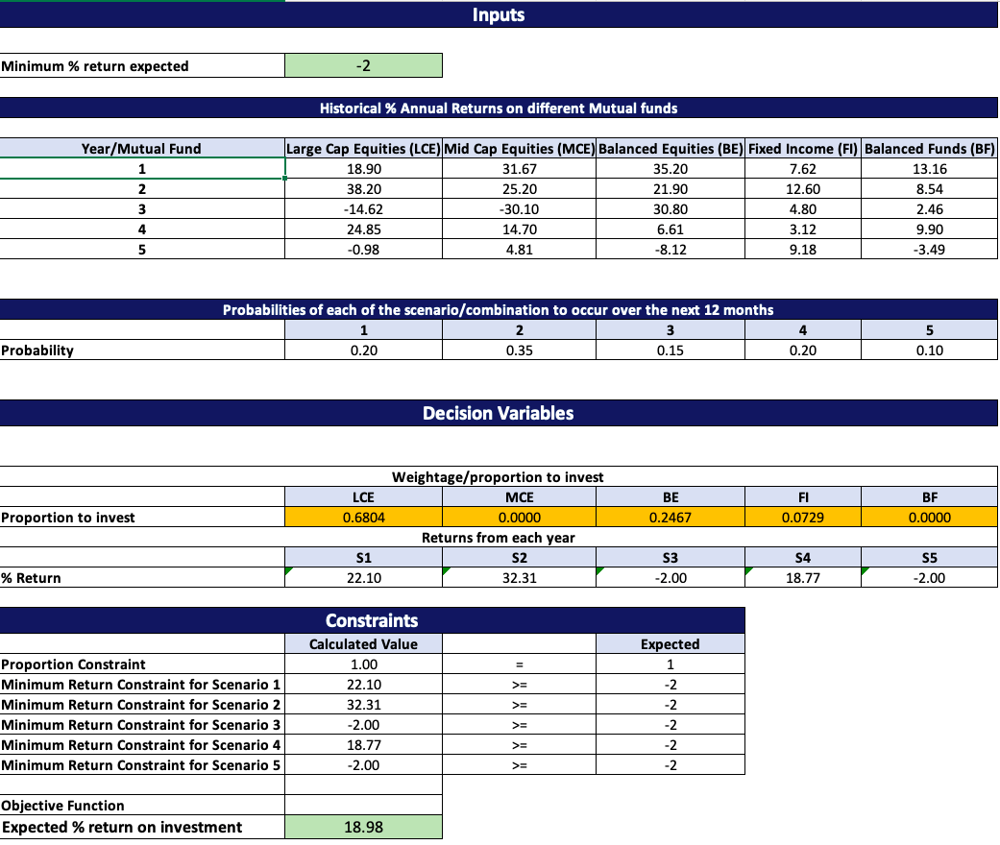 Inputs
Minimum % return expected -2
Historical % Annual Returns on different Mutual funds
Year/Mutual Fund Large Cap Equities (LCE) Mid Cap Equities (MCE) Balanced Equities (BE) Fixed Income (FI) Balanced Funds (BF)
1 18.90 31.67 35.20 7.62 13.16
2 38.20 25.20 21.90 12.60 8.54
3 -14.62 -30.10 30.80 4.80 2.46
4 24.85 14.70 6.61 3.12 9.90
5 -0.98 4.81 -8.12 9.18 -3.49
Probabilities of each of the scenario/combination to occur over the next 12 months
1 2 3 4 5
Probability 0.20 0.35 0.15 0.20 0.10
Decision Variables
Weightage/proportion to invest
LCE MCE BE FI BF
Proportion to invest 0.6804 0.0000 0.2467 0.0729 0.0000
Returns from each year
S1 S2 S3 S4 S5
% Return 22.10 32.31 -2.00 18.77 -2.00
Constraints
Calculated Value Expected
Proportion Constraint 1.00 = 1
Minimum Return Constraint for Scenario 1 22.10 >= -2
Minimum Return Constraint for Scenario 2 32.31 >= -2
Minimum Return Constraint for Scenario 3 -2.00 >= -2
Minimum Return Constraint for Scenario 4 18.77 >= -2
Minimum Return Constraint for Scenario 5 -2.00 >= -2
Objective Function
Expected % return on investment 18.98